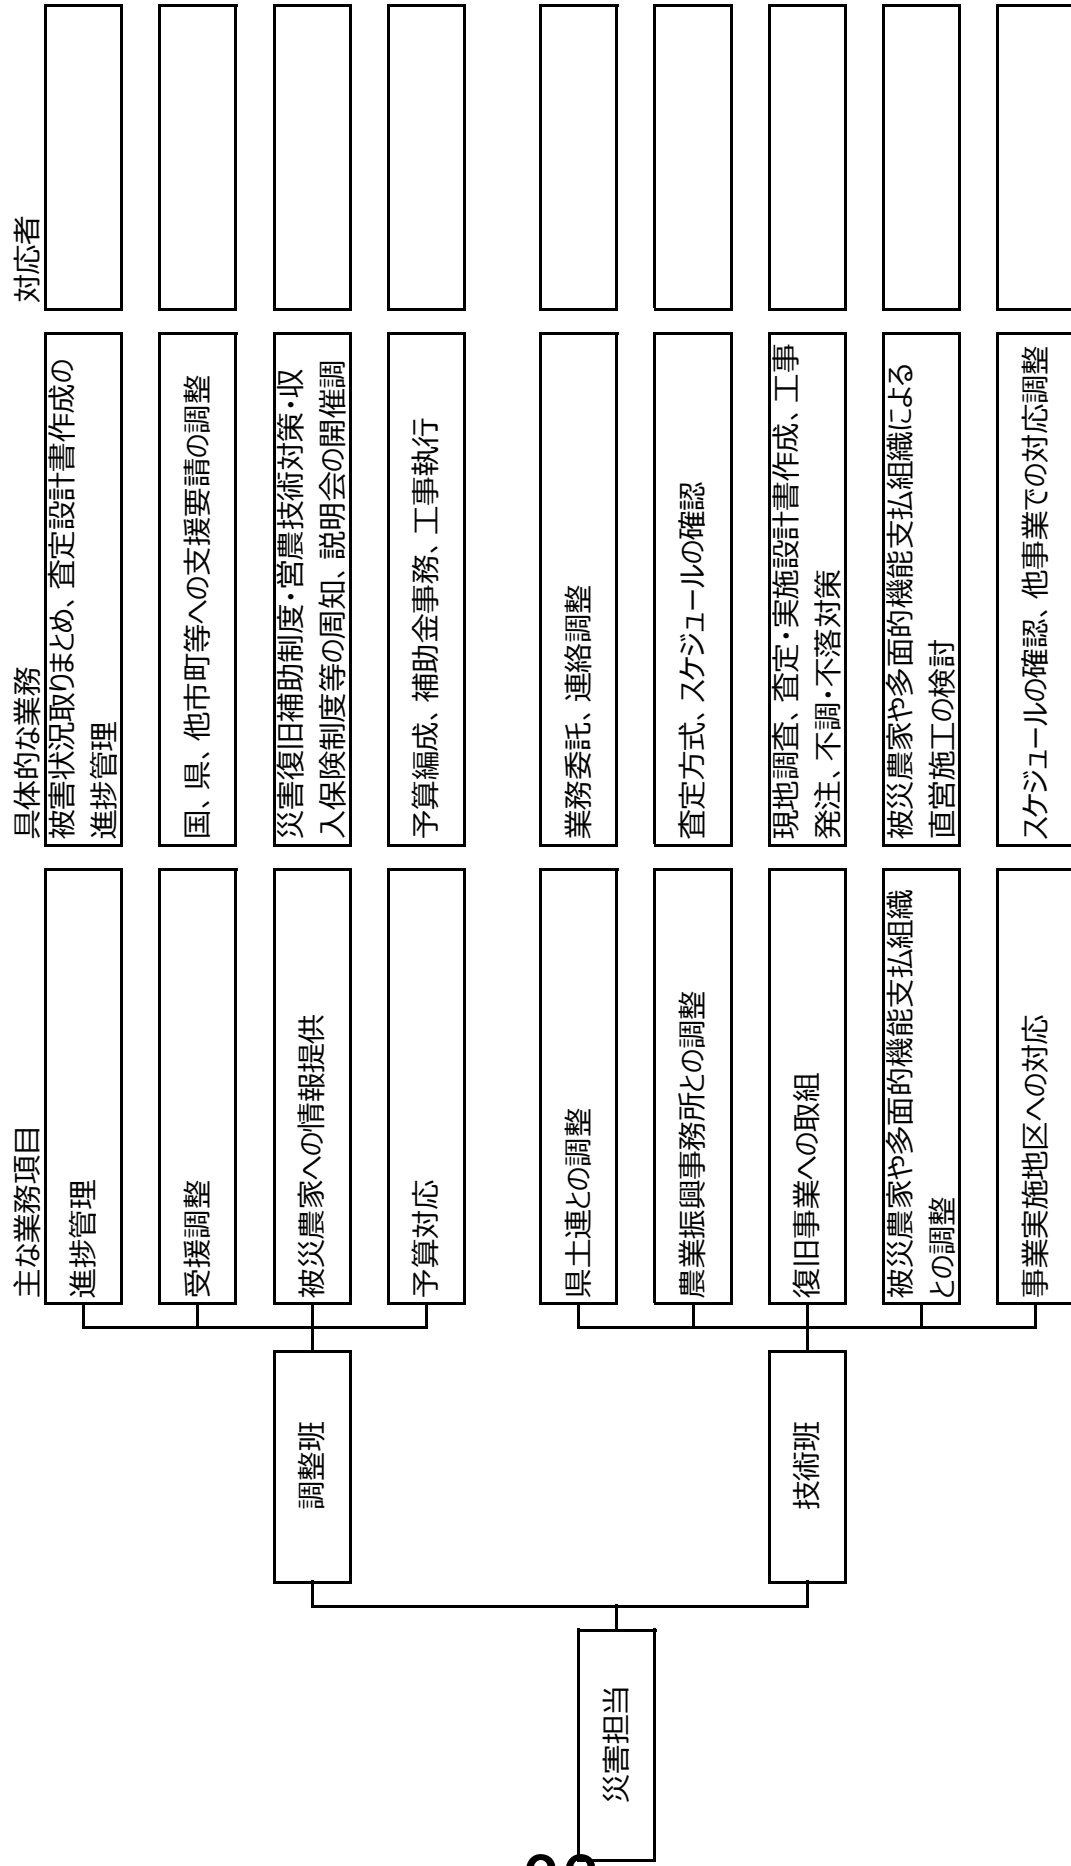 災害担当
調整班
技術班
主な業務項目
具体的な業務
対応者
進捗管理
被害状況取りまとめ、査定設計書作成の
進捗管理
受援調整
国、県、他市町等への支援要請の調整
被災農家への情報提供
災害復旧補助制度・営農技術対策・収
入保険制度等の周知、説明会の開催調
予算対応
予算編成、補助金事務、工事執行
県土連との調整
業務委託、連絡調整
農業振興事務所との調整
査定方式、スケジュールの確認
復旧事業への取組
現地調査、査定・実施設計書作成、工事
発注、不調・不落対策
被災農家や多面的機能支払組織
との調整
被災農家や多面的機能支払組織による
直営施工の検討
事業実施地区への対応
スケジュールの確認、他事業での対応調整